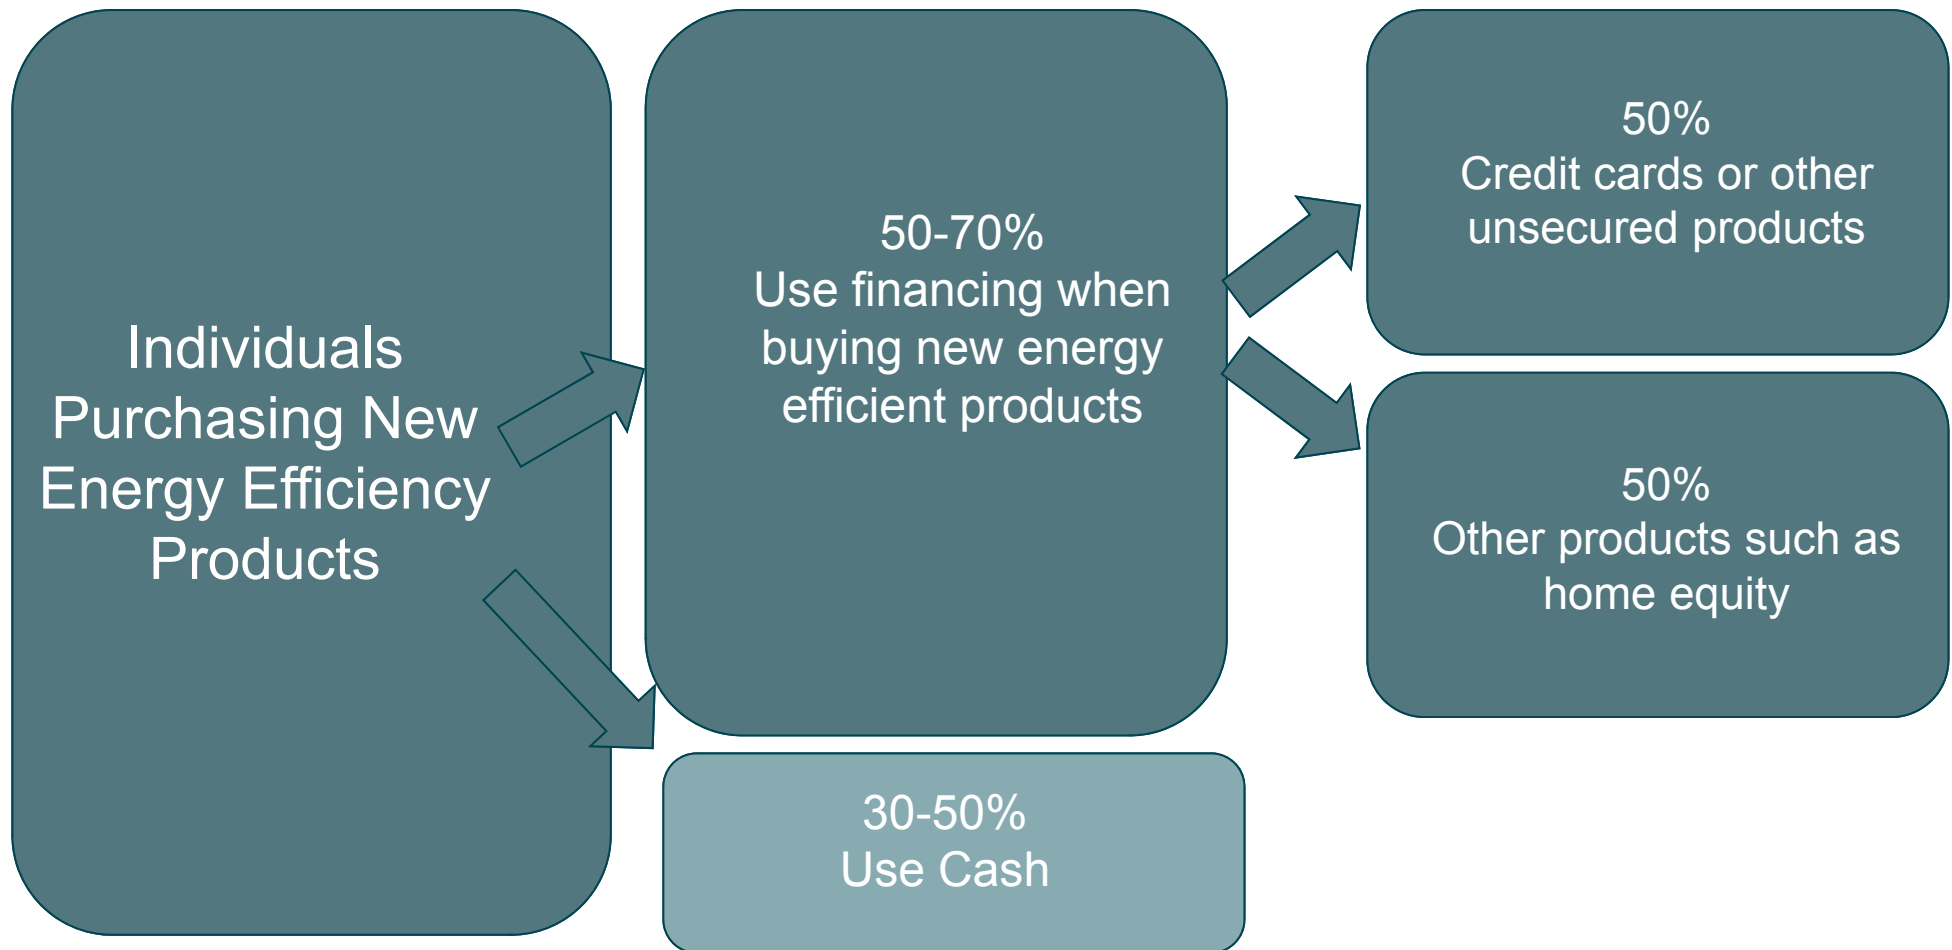 Individuals
Purchasing New
Energy Efficiency
Products
50-70%
Use financing when
buying new energy
efficient products
30-50%
Use Cash
50%
Credit cards or other
unsecured products
50%
Other products such as
home equity